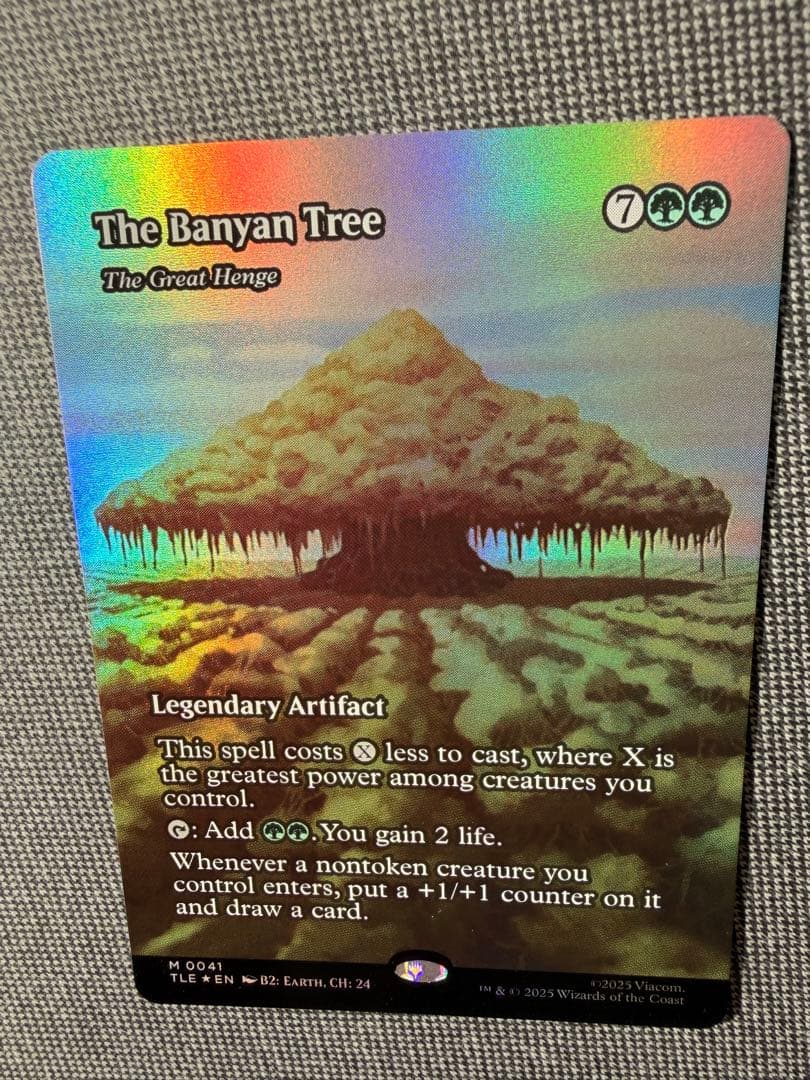 The Banyan Tree 7
The Great Henge
Legendary Artifact
This spell costs X less to cast, where X is
the greatest power among creatures you
control.
: Add . You gain 2 life.
Whenever a nontoken creature you
control enters, put a +1/+1 counter on it
and draw a card.
M 0041
TLE ★ EN B2: EARTH, CH: 24
©2025 Viacom.
™ & © 2025 Wizards of the Coast